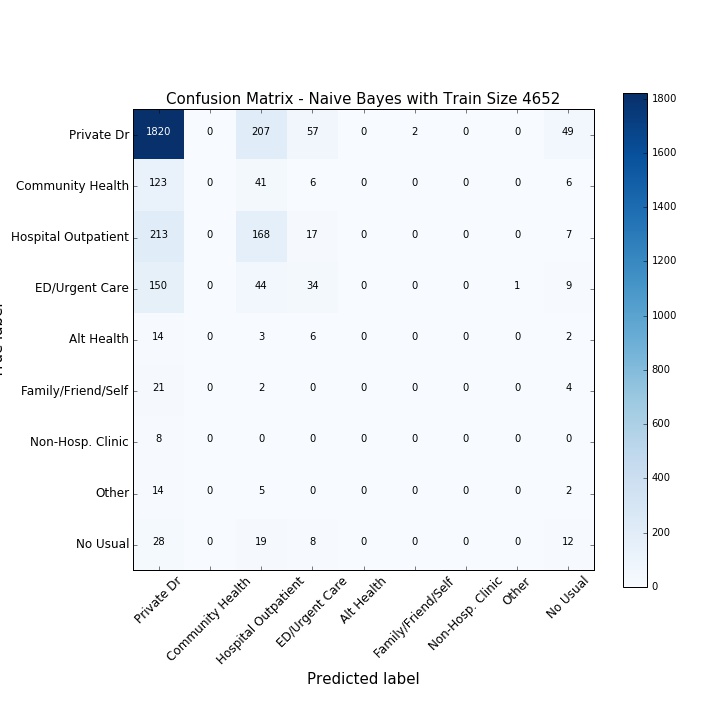 Confusion Matrix - Naive Bayes with Train Size 4652
Private Dr 1820 0 207 57 0 2 0 0 49
Community Health 123 0 41 6 0 0 0 0 6
Hospital Outpatient 213 0 168 17 0 0 0 0 7
ED/Urgent Care 150 0 44 34 0 0 0 1 9
Alt Health 14 0 3 6 0 0 0 0 2
Family/Friend/Self 21 0 2 0 0 0 0 0 4
Non-Hosp. Clinic 8 0 0 0 0 0 0 0 0
Other 14 0 5 0 0 0 0 0 2
No Usual 28 0 19 8 0 0 0 0 12
Private Dr
Community Health
Hospital Outpatient
ED/Urgent Care
Alt Health
Family/Friend/Self
Non-Hosp. Clinic
Other
No Usual
Predicted label
1800
1600
1400
1200
1000
800
600
400
200
0